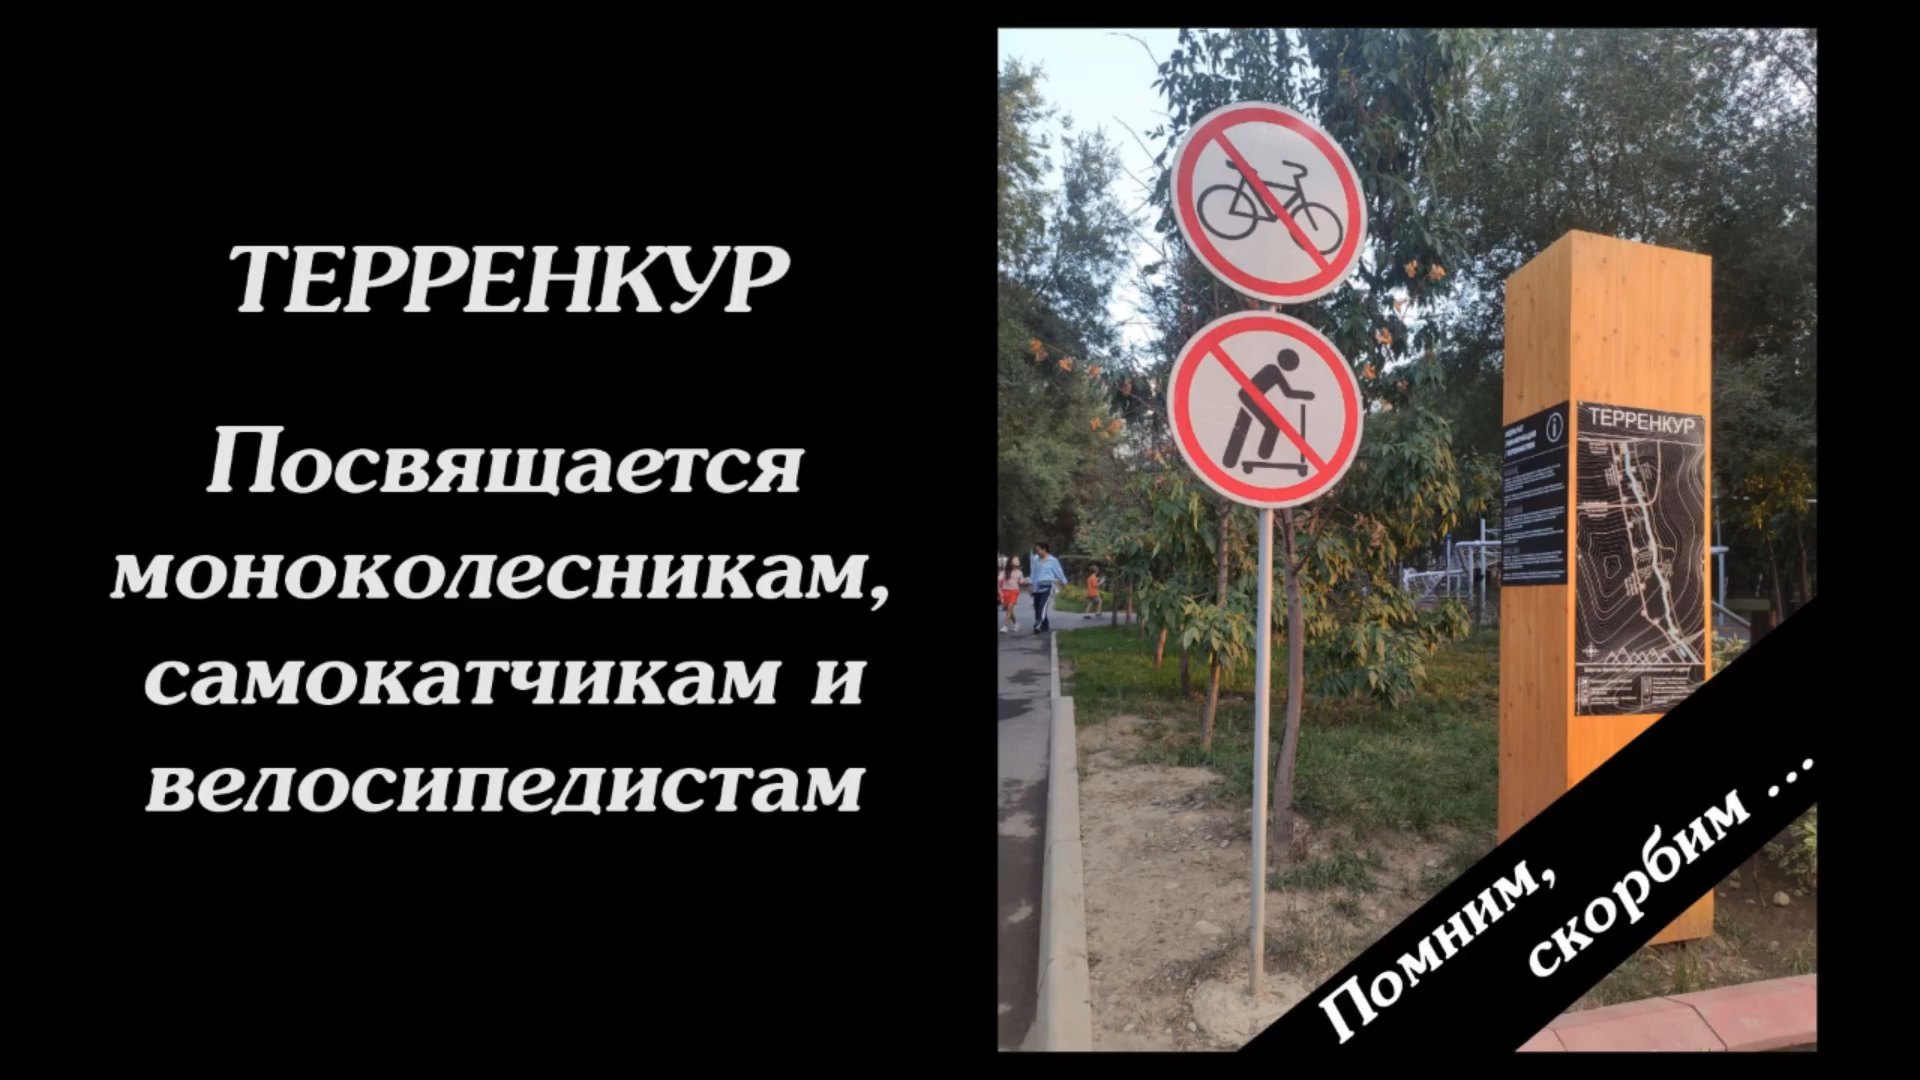 ТЕРРЕНКУР
Посвящается
моноколесникам,
самокатчикам и
велосипедистам
ТЕРРЕНКУР
Помним,
скорбим ...